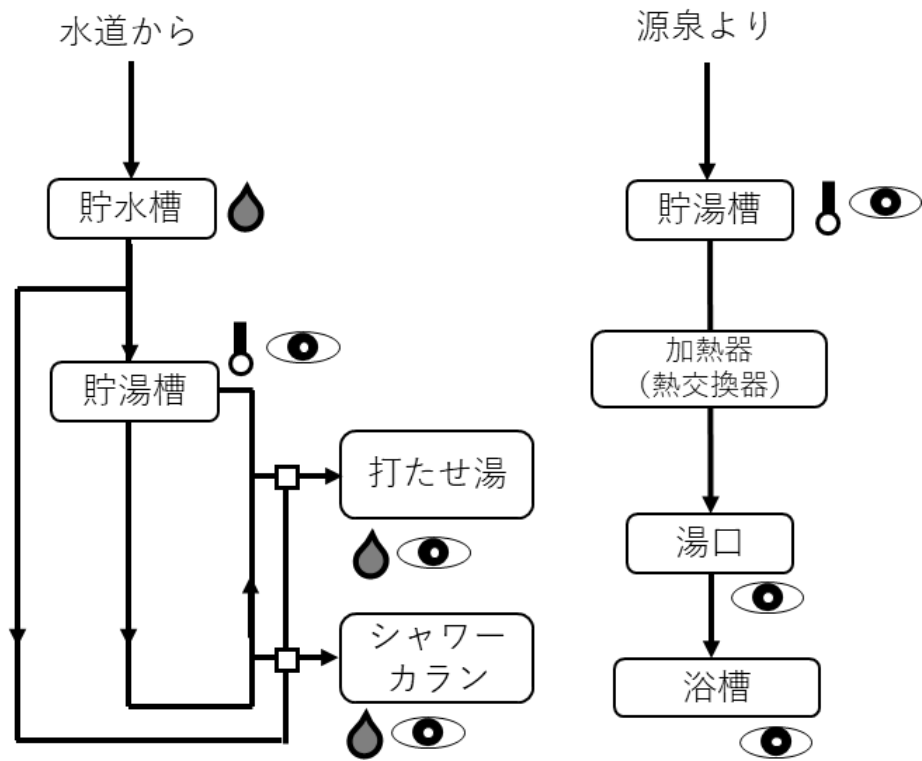 水道から
貯水槽
貯湯槽
打たせ湯
シャワー
カラン
源泉より
貯湯槽
加熱器
（熱交換器）
湯口
浴槽